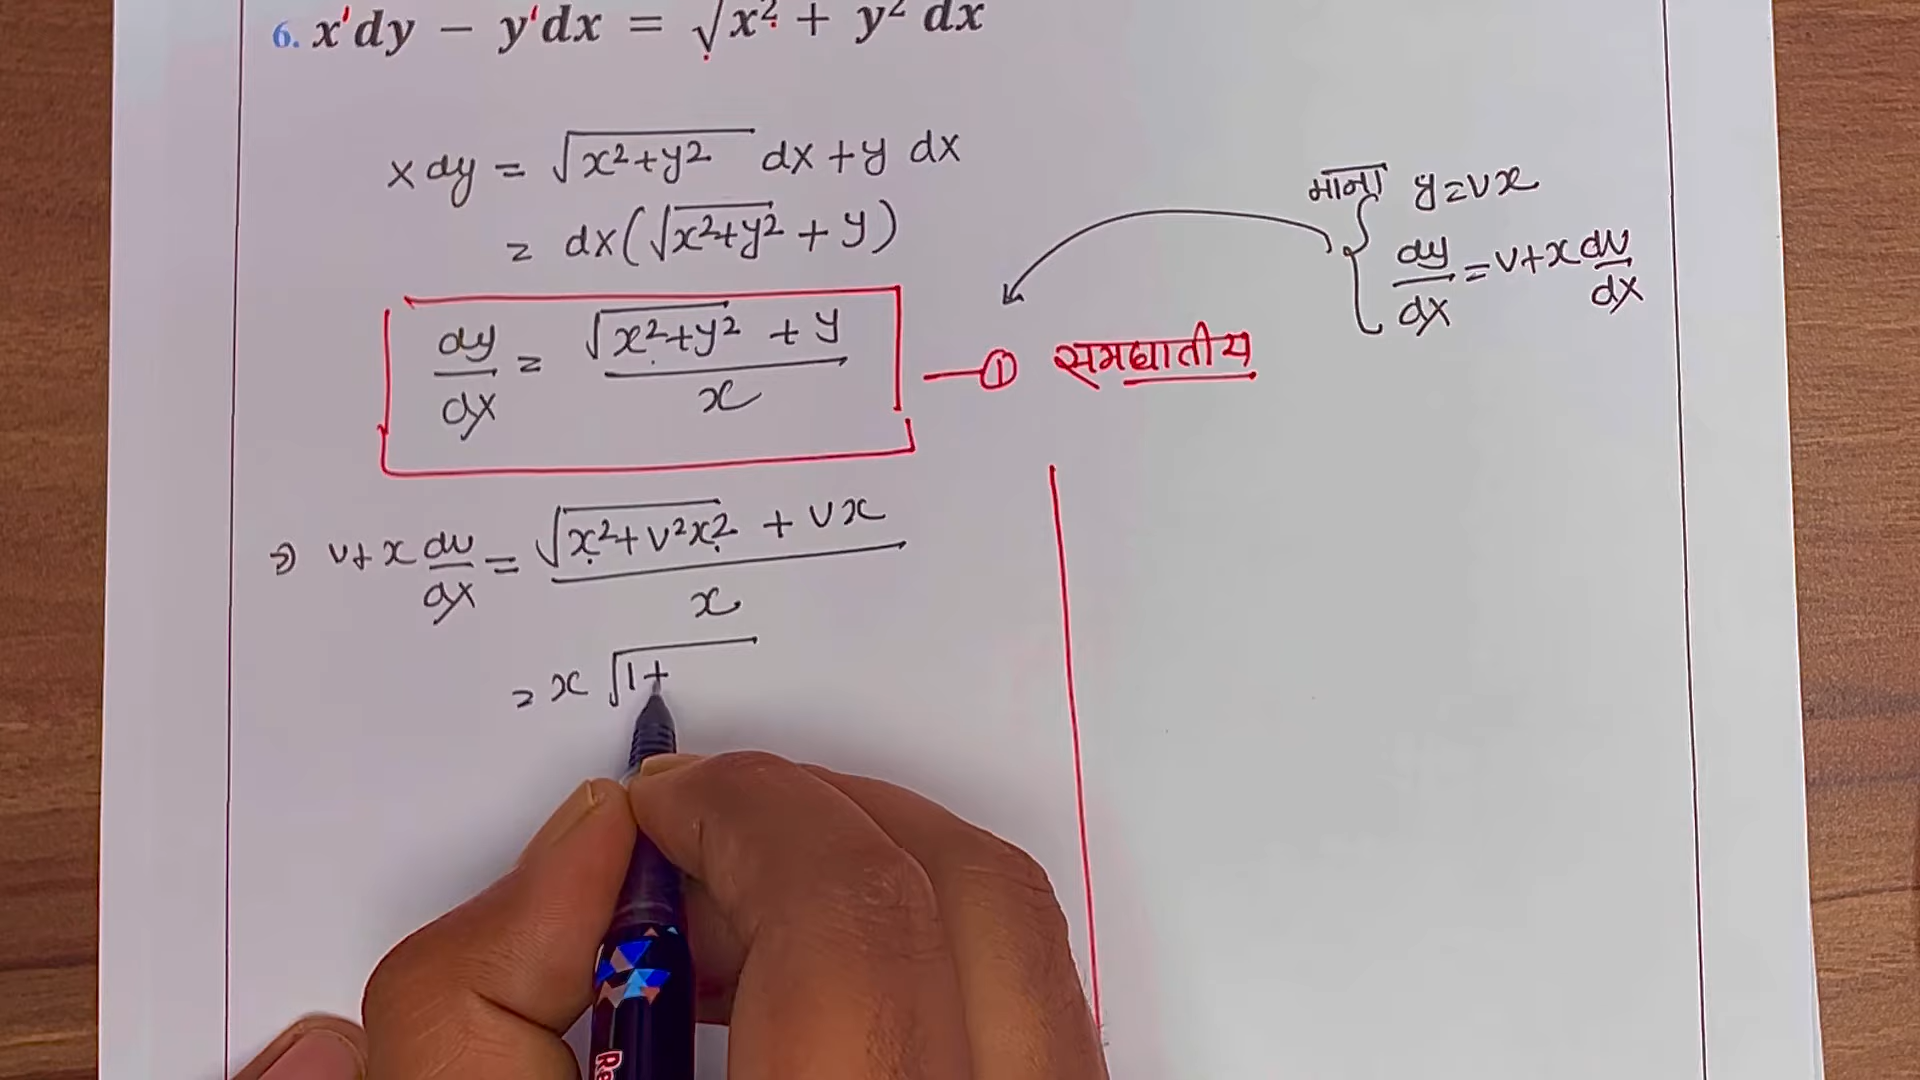 6. x'dy − y'dx = √x² + y² dx
x dy = √x²+y² dx + y dx
= dx(√x²+y² + y)
dy/dx = (√x²+y² + y)/x —① समघातीय
माना y=vx
dy/dx = v+x dv/dx
⇒ v+x dv/dx = (√x²+v²x² + vx)/x
= x √1+
Re